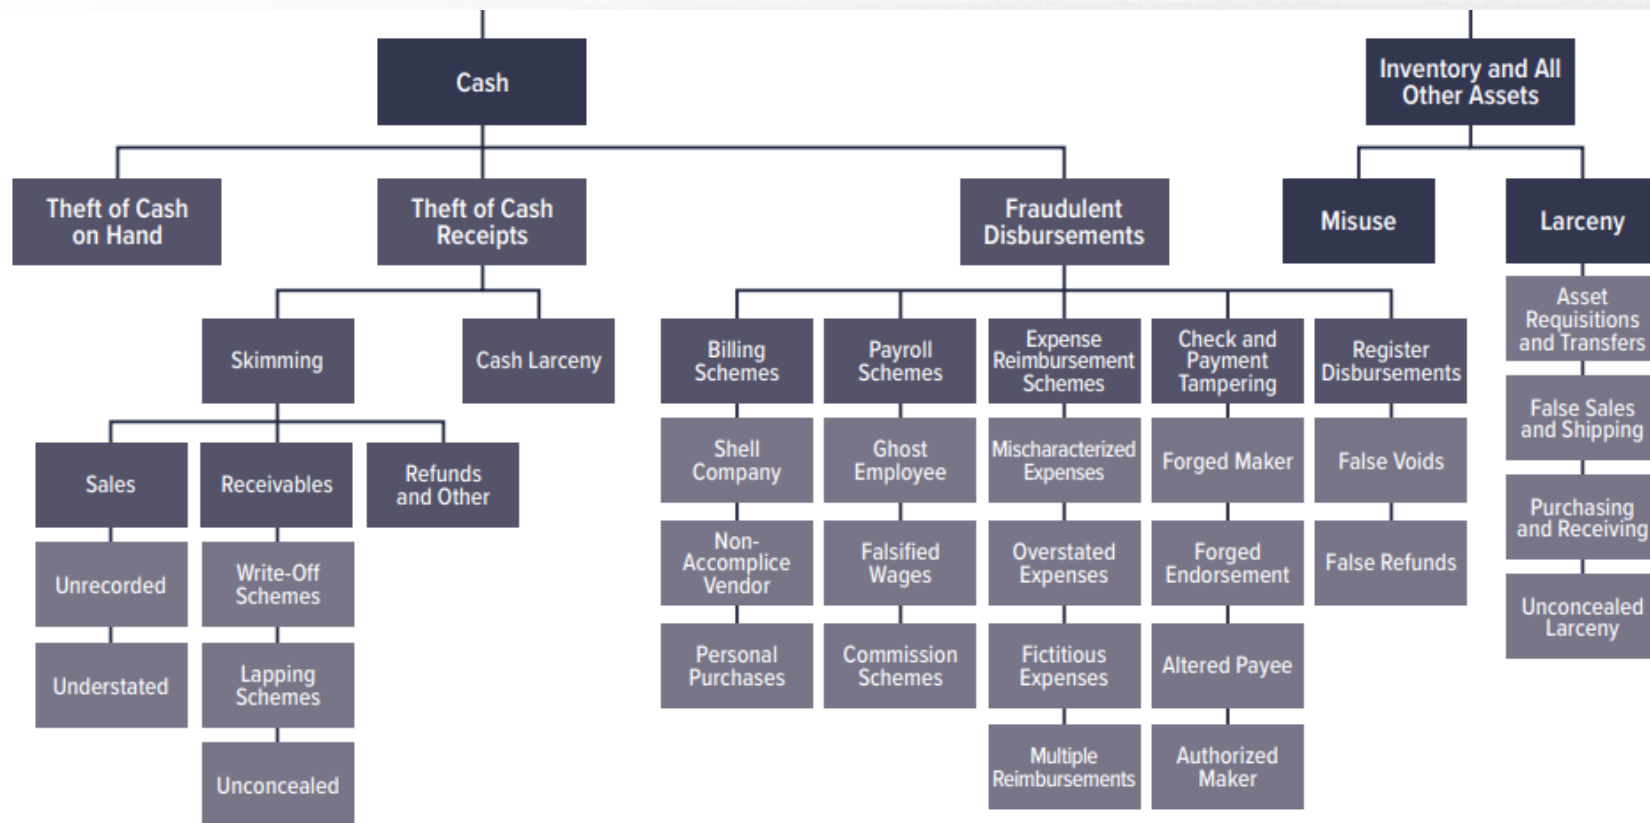 Cash
Inventory and All
Other Assets
Theft of Cash
on Hand
Theft of Cash
Receipts
Fraudulent
Disbursements
Misuse
Larceny
Skimming
Cash Larceny
Billing
Schemes
Payroll
Schemes
Expense
Reimbursement
Schemes
Check and
Payment
Tampering
Register
Disbursements
Asset
Requisitions
and Transfers
False Sales
and Shipping
Purchasing
and Receiving
Unconcealed
Larceny
Sales
Receivables
Refunds
and Other
Unrecorded
Understated
Write-Off
Schemes
Lapping
Schemes
Unconcealed
Shell
Company
Non-
Accomplice
Vendor
Personal
Purchases
Ghost
Employee
Falsified
Wages
Commission
Schemes
Mischaracterized
Expenses
Overstated
Expenses
Fictitious
Expenses
Multiple
Reimbursements
Forged Maker
Forged
Endorsement
Altered Payee
Authorized
Maker
False Voids
False Refunds